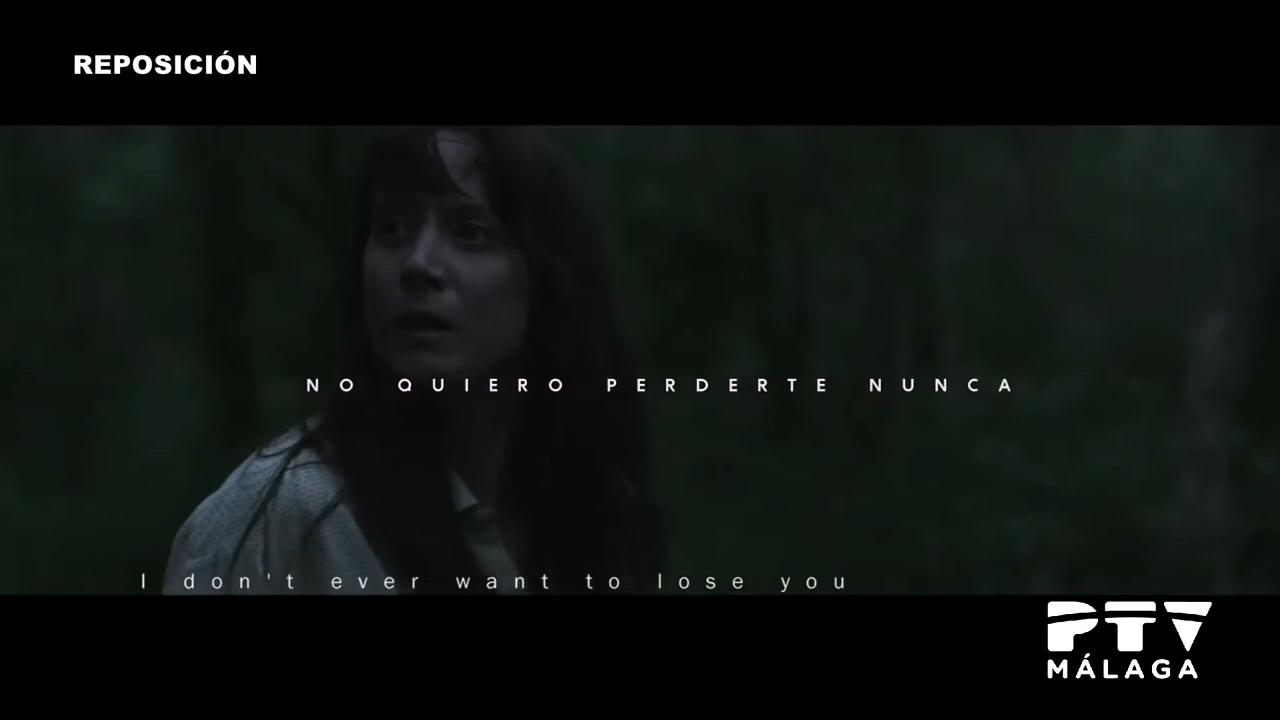 REPOSICIÓN
NO QUIERO PERDERTE NUNCA
I don't ever want to lose you
PTV
MÁLAGA